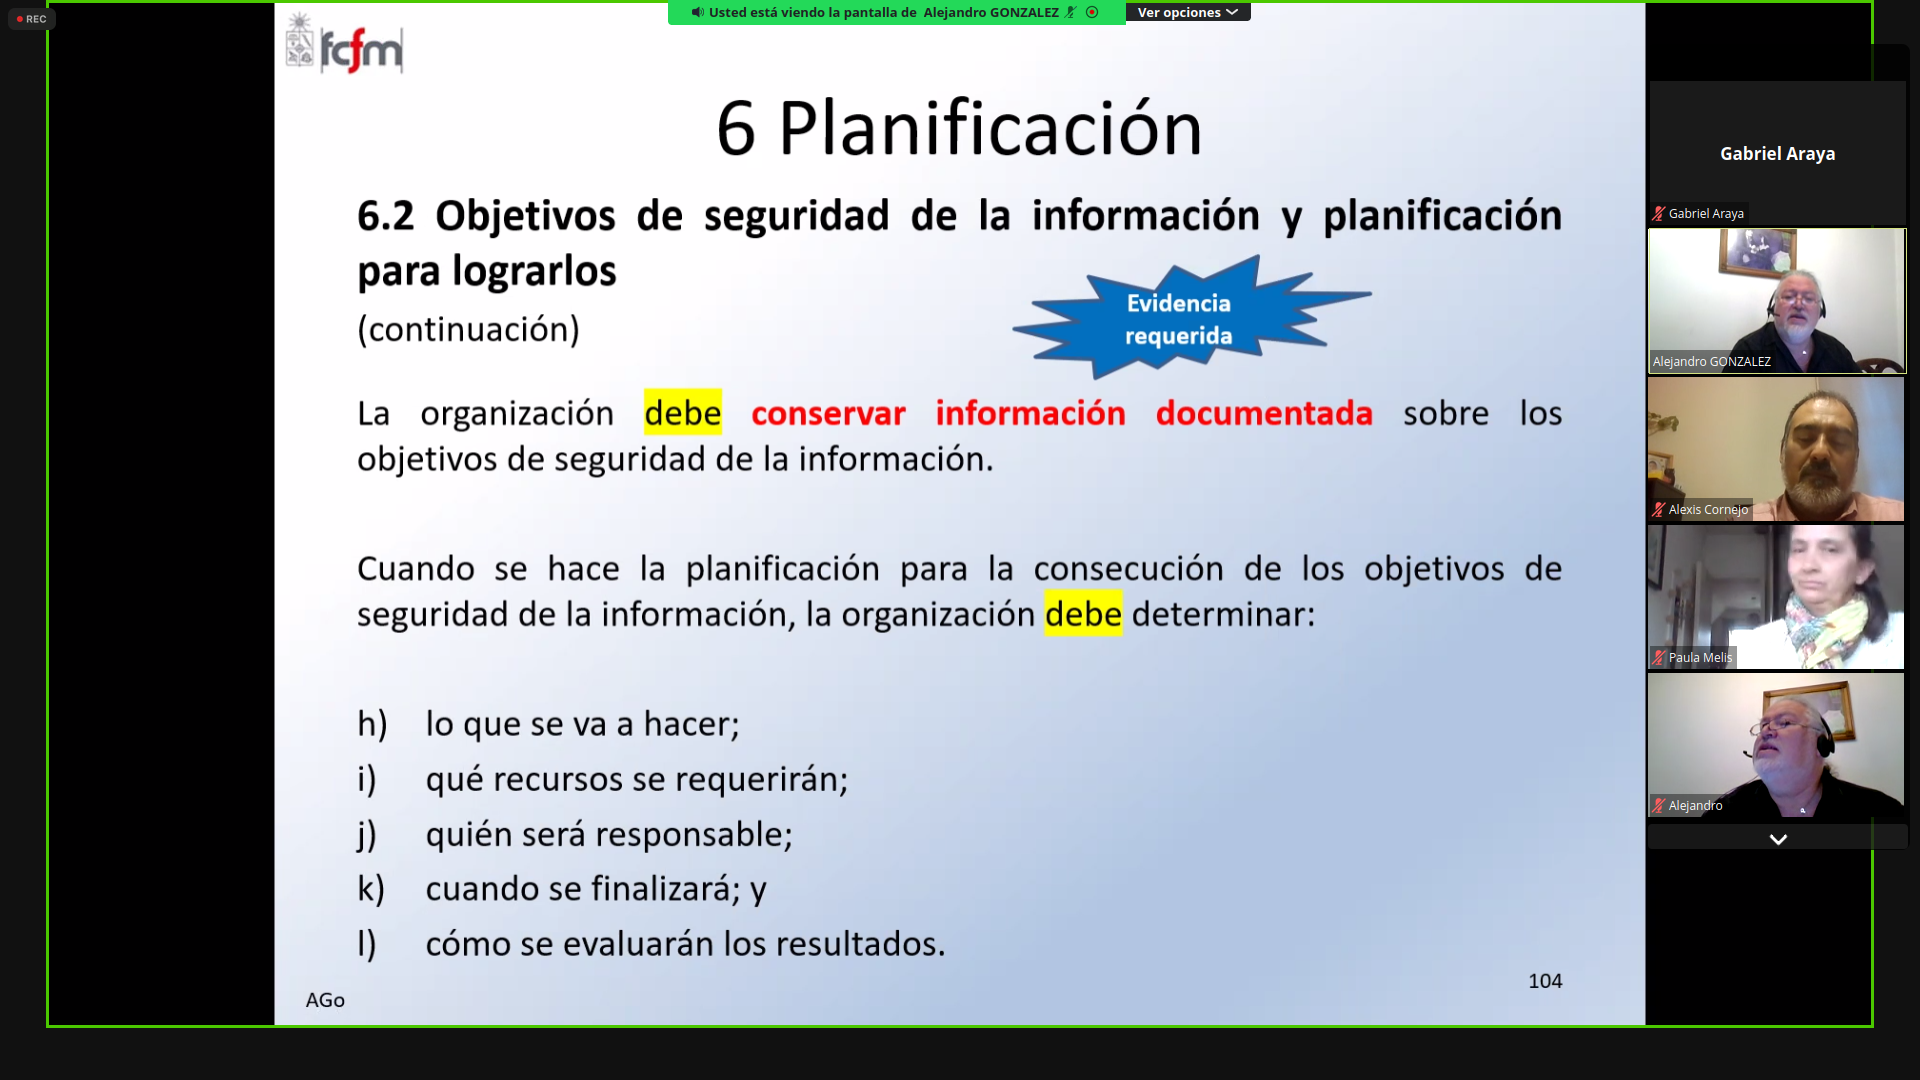 REC
Usted está viendo la pantalla de Alejandro GONZALEZ
Ver opciones
fcfm
6 Planificación
6.2 Objetivos de seguridad de la información y planificación
para lograrlos
(continuación)
Evidencia
requerida
La organización debe conservar información documentada sobre los
objetivos de seguridad de la información.
Cuando se hace la planificación para la consecución de los objetivos de
seguridad de la información, la organización debe determinar:
h) lo que se va a hacer;
i) qué recursos se requerirán;
j) quién será responsable;
k) cuando se finalizará; y
l) cómo se evaluarán los resultados.
AGo
104
Gabriel Araya
Gabriel Araya
Alejandro GONZALEZ
Alexis Cornejo
Paula Melis
Alejandro